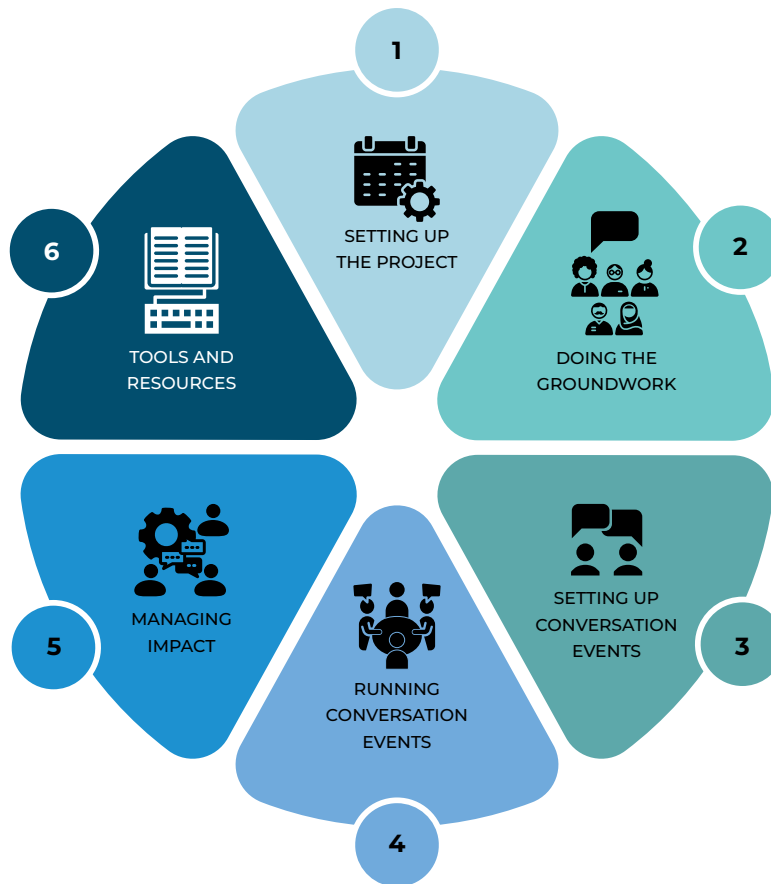 1
SETTING UP
THE PROJECT
2
DOING THE
GROUNDWORK
3
SETTING UP
CONVERSATION
EVENTS
4
RUNNING
CONVERSATION
EVENTS
5
MANAGING
IMPACT
6
TOOLS AND
RESOURCES